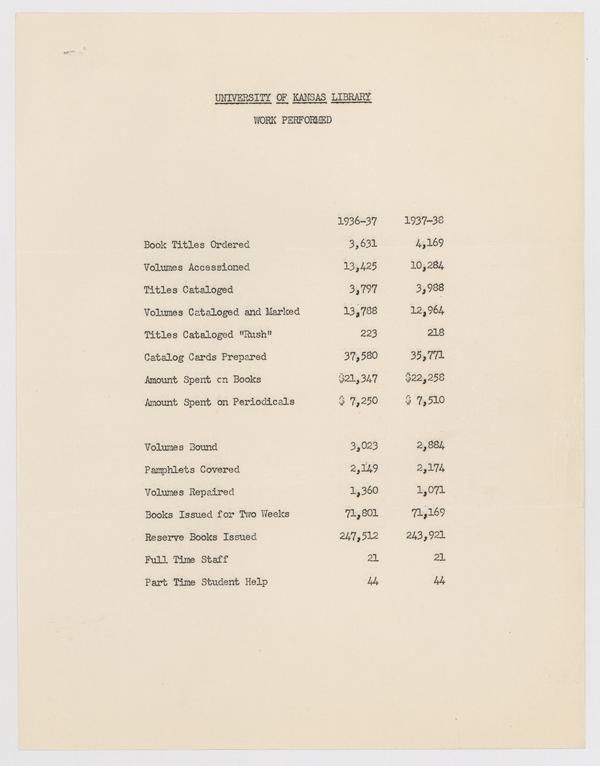 UNIVERSITY OF KANSAS LIBRARY
WORK PERFORMED
1936-37 1937-38
Book Titles Ordered 3,631 4,169
Volumes Accessioned 13,425 10,284
Titles Cataloged 3,797 3,988
Volumes Cataloged and Marked 13,788 12,964
Titles Cataloged "Rush" 223 218
Catalog Cards Prepared 37,580 35,771
Amount Spent on Books $21,347 $22,258
Amount Spent on Periodicals $ 7,250 $ 7,510
Volumes Bound 3,023 2,884
Pamphlets Covered 2,149 2,174
Volumes Repaired 1,360 1,071
Books Issued for Two Weeks 71,801 71,169
Reserve Books Issued 247,512 243,921
Full Time Staff 21 21
Part Time Student Help 44 44